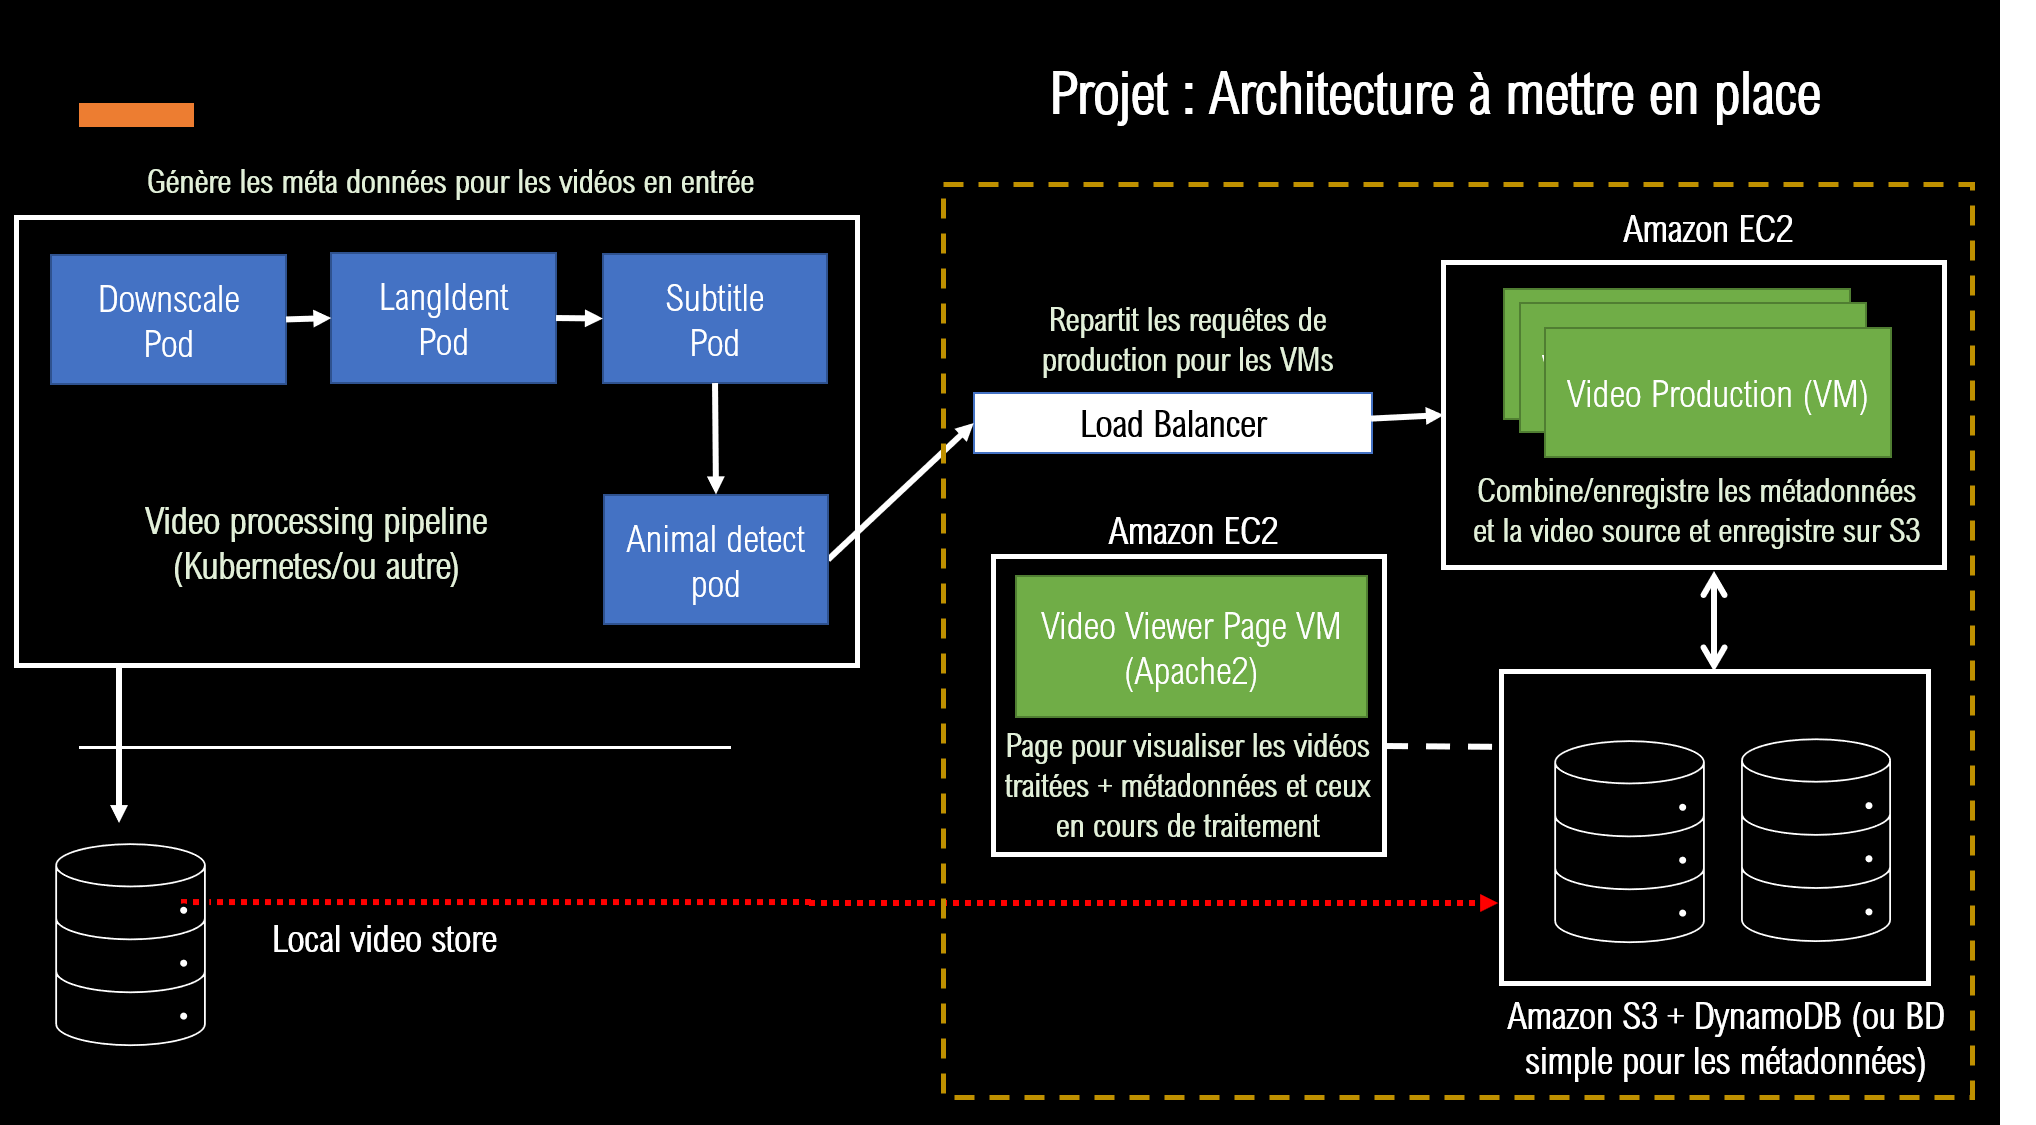 Projet : Architecture à mettre en place
Génère les méta données pour les vidéos en entrée
Downscale
Pod
LangIdent
Pod
Subtitle
Pod
Animal detect
pod
Video processing pipeline
(Kubernetes/ou autre)
Local video store
Repartit les requêtes de
production pour les VMs
Load Balancer
Amazon EC2
Video Production (VM)
Combine/enregistre les métadonnées
et la video source et enregistre sur S3
Amazon EC2
Video Viewer Page VM
(Apache2)
Page pour visualiser les vidéos
traitées + métadonnées et ceux
en cours de traitement
Amazon S3 + DynamoDB (ou BD
simple pour les métadonnées)